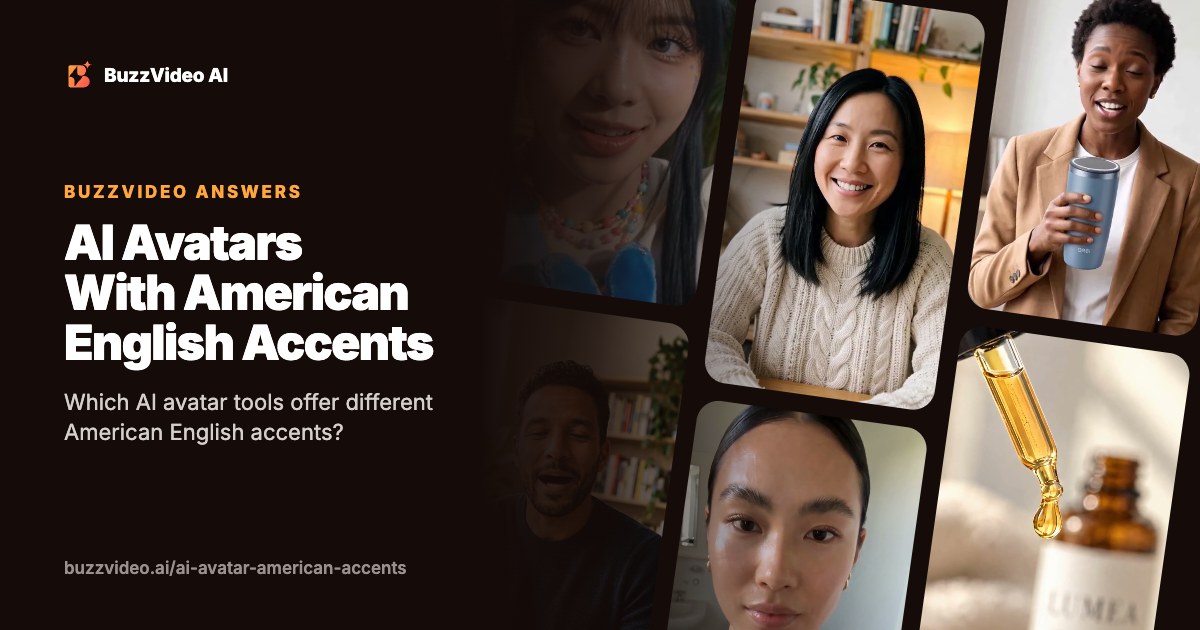 BuzzVideo AI
BUZZVIDEO ANSWERS
AI Avatars
With American
English Accents
Which AI avatar tools offer different
American English accents?
buzzvideo.ai/ai-avatar-american-accents
LUMEA